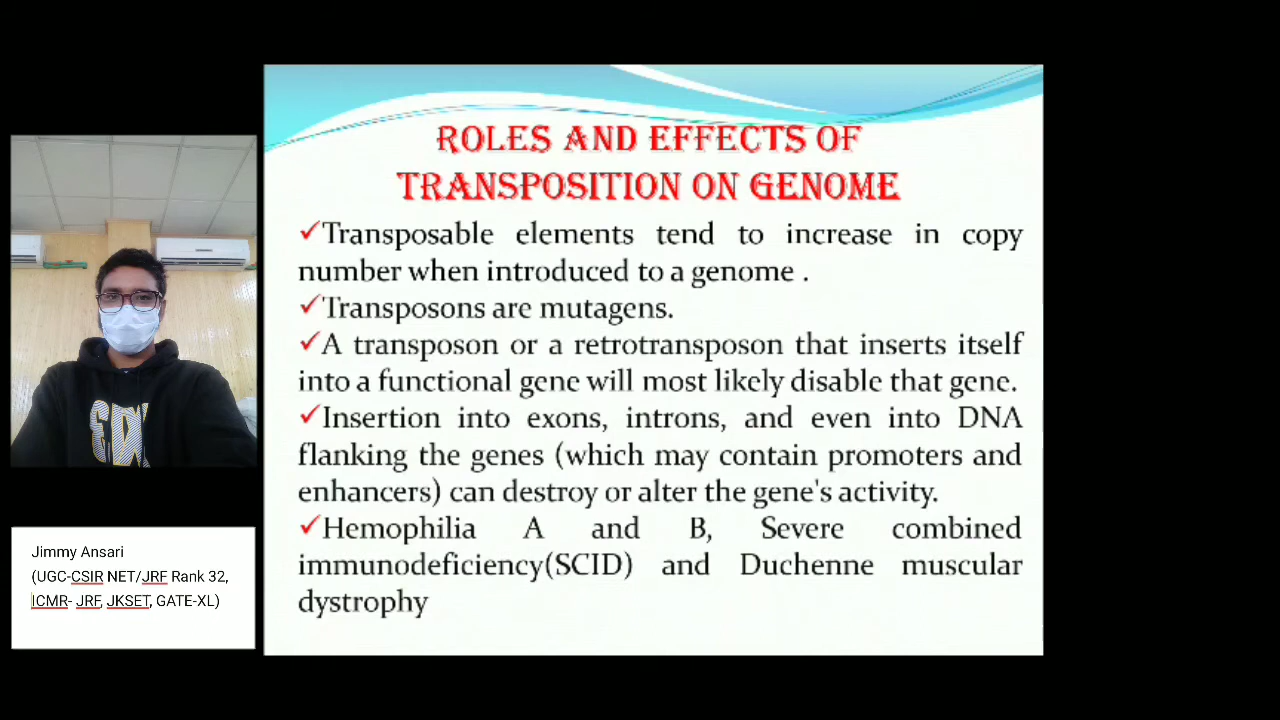 ROLES AND EFFECTS OF
TRANSPOSITION ON GENOME
✓Transposable elements tend to increase in copy
number when introduced to a genome .
✓Transposons are mutagens.
✓A transposon or a retrotransposon that inserts itself
into a functional gene will most likely disable that gene.
✓Insertion into exons, introns, and even into DNA
flanking the genes (which may contain promoters and
enhancers) can destroy or alter the gene's activity.
✓Hemophilia A and B, Severe combined
immunodeficiency(SCID) and Duchenne muscular
dystrophy
Jimmy Ansari
(UGC-CSIR NET/JRF Rank 32,
ICMR- JRF, JKSET, GATE-XL)